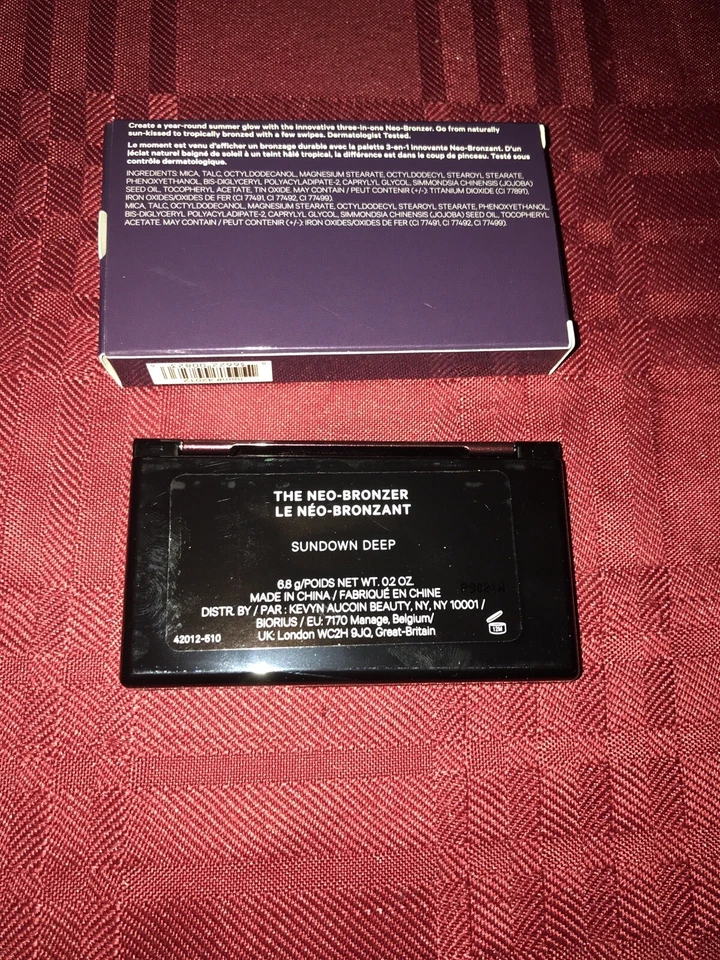 Create a year-round summer glow with the innovative three-in-one Neo-Bronzer. Go from naturally
sun-kissed to tropically bronzed with a few swipes. Dermatologist Tested.
Le moment est venu d'afficher un bronzage durable avec la palette 3-en-1 innovante Neo-Bronzant. D'un
éclat naturel baigné de soleil à un teint hâlé tropical, la différence est dans le coup de pinceau. Testé sous
contrôle dermatologique.
INGREDIENTS: MICA, TALC, OCTYLDODECANOL, MAGNESIUM STEARATE, OCTYLDODECYL STEAROYL STEARATE,
PHENOXYETHANOL, BIS-DIGLYCERYL POLYACYLADIPATE-2, CAPRYLYL GLYCOL, SIMMONDSIA CHINENSIS (JOJOBA)
SEED OIL, TOCOPHERYL ACETATE, TIN OXIDE. MAY CONTAIN / PEUT CONTENIR (+/-): TITANIUM DIOXIDE (CI 77891),
IRON OXIDES/OXIDES DE FER (CI 77491, CI 77492, CI 77499).
MICA, TALC, OCTYLDODECANOL, MAGNESIUM STEARATE, OCTYLDODECYL STEAROYL STEARATE, PHENOXYETHANOL,
BIS-DIGLYCERYL POLYACYLADIPATE-2, CAPRYLYL GLYCOL, SIMMONDSIA CHINENSIS (JOJOBA) SEED OIL, TOCOPHERYL
ACETATE. MAY CONTAIN / PEUT CONTENIR (+/-): IRON OXIDES/OXIDES DE FER (CI 77491, CI 77492, CI 77499).
THE NEO-BRONZER
LE NÉO-BRONZANT
SUNDOWN DEEP
6.8 g/POIDS NET WT. 0.2 OZ.
MADE IN CHINA / FABRIQUÉ EN CHINE
DISTR. BY / PAR : KEVYN AUCOIN BEAUTY, NY, NY 10001 /
BIORIUS / EU: 7170 Manage, Belgium/
UK: London WC2H 9JQ, Great-Britain
42012-510
12M